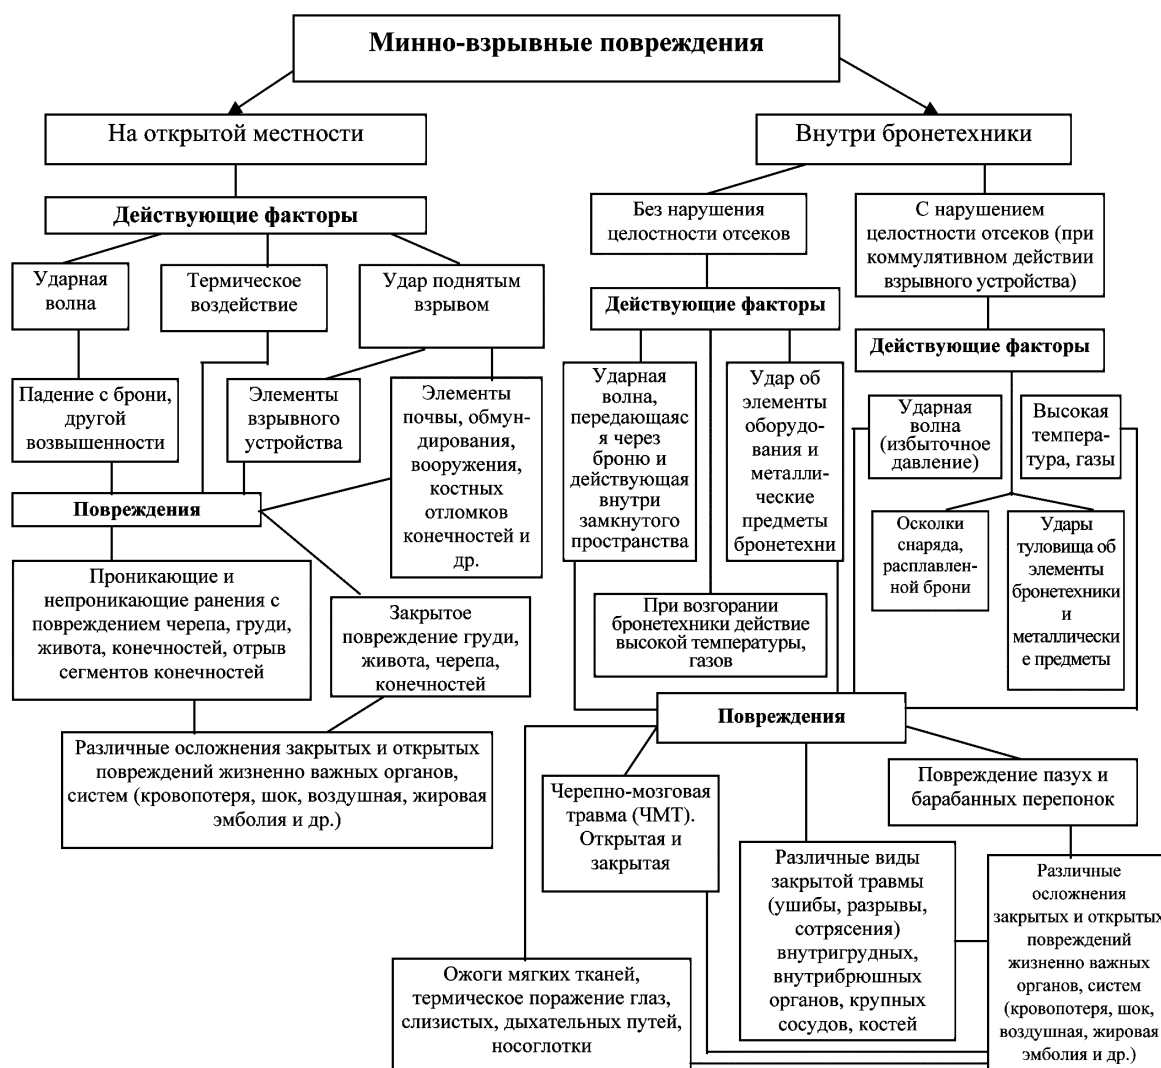 Минно-взрывные повреждения
На открытой местности
Внутри бронетехники
Действующие факторы
Ударная
волна
Термическое
воздействие
Удар поднятым
взрывом
Падение с брони,
другой
возвышенности
Элементы
взрывного
устройства
Элементы
почвы, обмун-
дирования,
вооружения,
костных
отломков
конечностей и
др.
Повреждения
Проникающие и
непроникающие ранения с
повреждением черепа, груди,
живота, конечностей, отрыв
сегментов конечностей
Закрытое
повреждение груди,
живота, черепа,
конечностей
Различные осложнения закрытых и открытых
повреждений жизненно важных органов,
систем (кровопотеря, шок, воздушная, жировая
эмболия и др.)
Без нарушения
целостности отсеков
С нарушением
целостности отсеков (при
коммулятивном действии
взрывного устройства)
Действующие факторы
Ударная
волна,
передающаяс
я через
броню и
действующая
внутри
замкнутого
пространства
Удар об
элементы
оборудо-
вания и
металли-
ческие
предметы
бронетехни
При возгорании
бронетехники действие
высокой температуры,
газов
Действующие факторы
Ударная
волна
(избыточное
давление)
Высокая
темпера-
тура, газы
Осколки
снаряда,
расплавлен-
ной брони
Удары
туловища об
элементы
бронетехники
и
металлически
е предметы
Повреждения
Черепно-мозговая
травма (ЧМТ).
Открытая и
закрытая
Повреждение пазух и
барабанных перепонок
Различные виды
закрытой травмы
(ушибы, разрывы,
сотрясения)
внутригрудных,
внутрибрюшных
органов, крупных
сосудов, костей
Различные
осложнения
закрытых и открытых
повреждений
жизненно важных
органов, систем
(кровопотеря, шок,
воздушная, жировая
эмболия и др.)
Ожоги мягких тканей,
термическое поражение глаз,
слизистых, дыхательных путей,
носоглотки